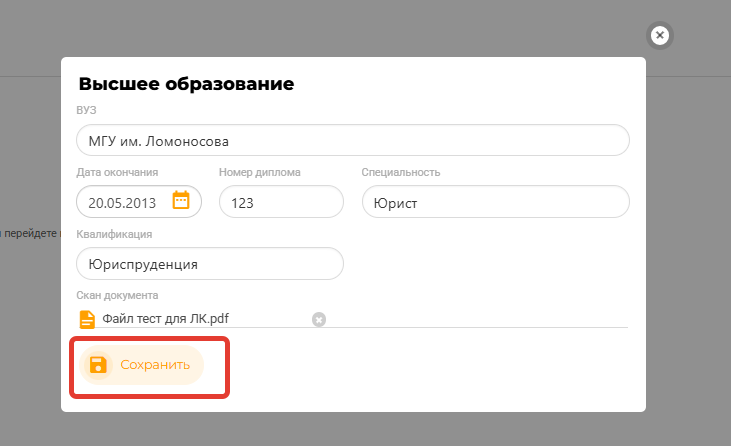 Высшее образование
ВУЗ
МГУ им. Ломоносова
Дата окончания Номер диплома Специальность
20.05.2013 123 Юрист
перейдете
Квалификация
Юриспруденция
Скан документа
Файл тест для ЛК.pdf
Сохранить